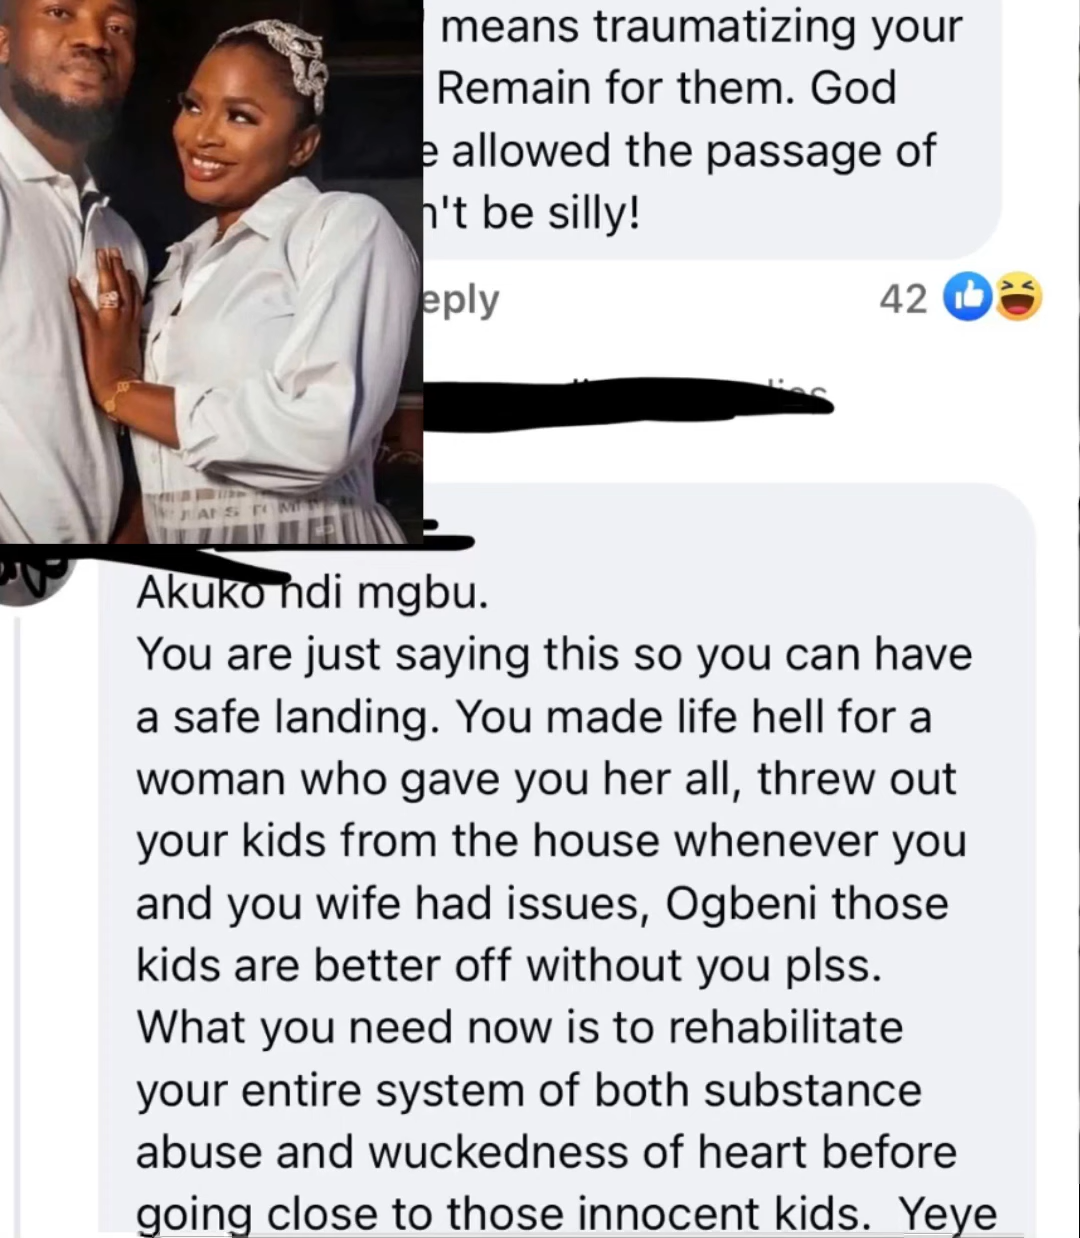 means traumatizing your
Remain for them. God
e allowed the passage of
n't be silly!
eply
42
Akuko ndi mgbu.
You are just saying this so you can have
a safe landing. You made life hell for a
woman who gave you her all, threw out
your kids from the house whenever you
and you wife had issues, Ogbeni those
kids are better off without you plss.
What you need now is to rehabilitate
your entire system of both substance
abuse and wuckedness of heart before
going close to those innocent kids. Yeye